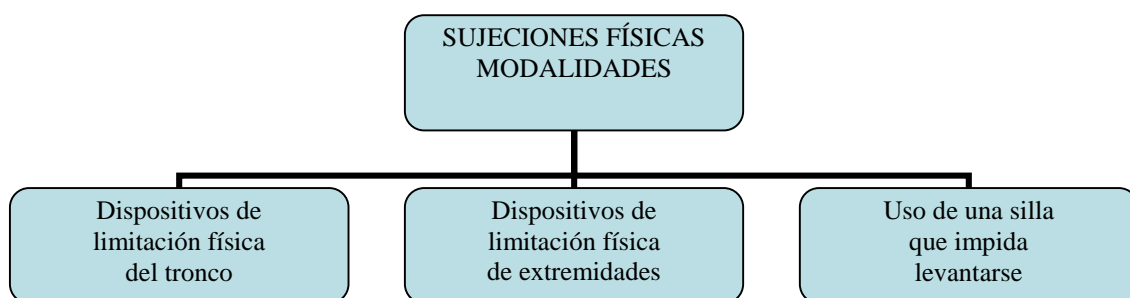 SUJECIONES FÍSICAS
MODALIDADES
Dispositivos de
limitación física
del tronco
Dispositivos de
limitación física
de extremidades
Uso de una silla
que impida
levantarse